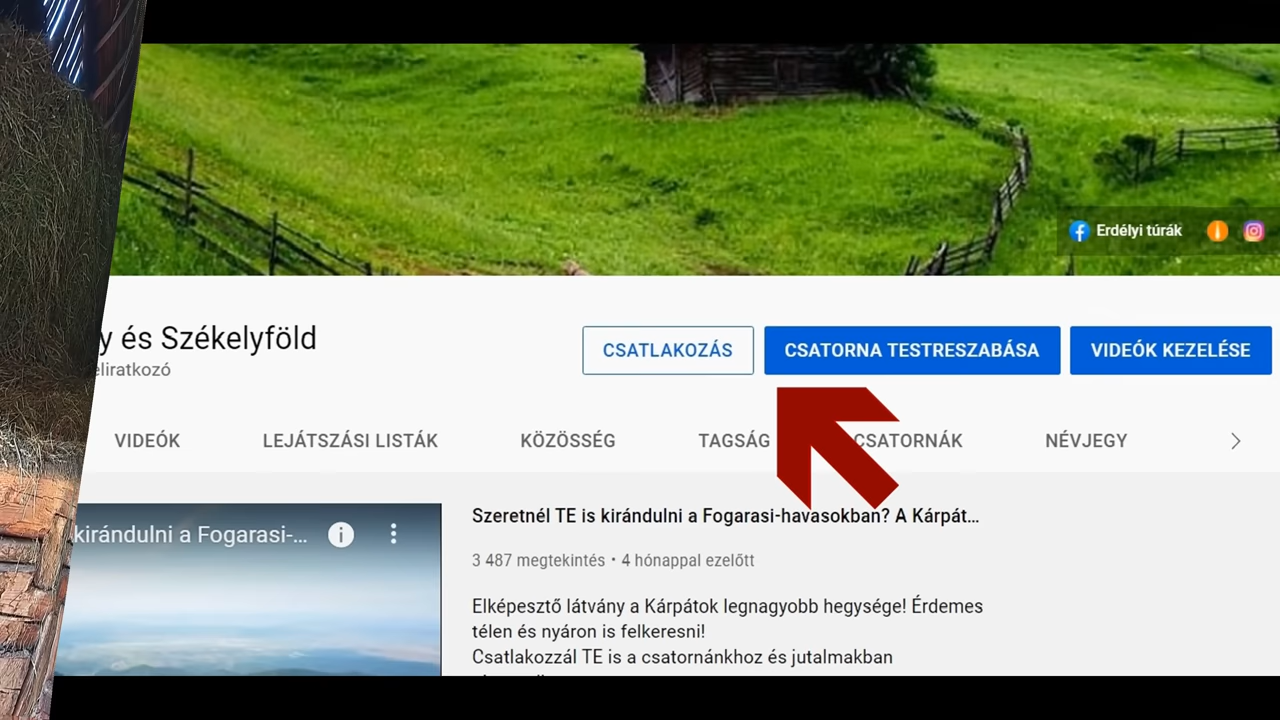 Erdélyi túrák
y és Székelyföld
CSATLAKOZÁS
CSATORNA TESTRESZABÁSA
VIDEÓK KEZELÉSE
eliratkozó
VIDEÓK
LEJÁTSZÁSI LISTÁK
KÖZÖSSÉG
TAGSÁG
CSATORNÁK
NÉVJEGY
kirándulni a Fogarasi-...
Szeretnél TE is kirándulni a Fogarasi-havasokban? A Kárpát...
3 487 megtekintés • 4 hónappal ezelőtt
Elképesztő látvány a Kárpátok legnagyobb hegysége! Érdemes
télen és nyáron is felkeresni!
Csatlakozzál TE is a csatornánkhoz és jutalmakban